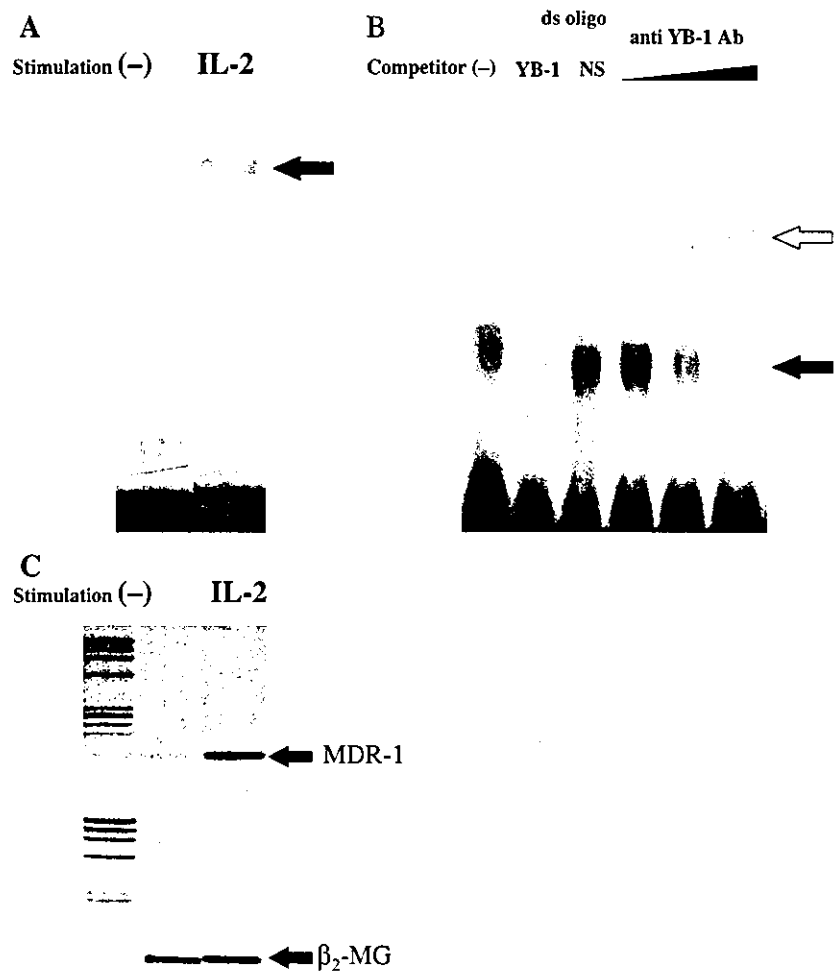 A
Stimulation (–) IL-2
B
ds oligo
anti YB-1 Ab
Competitor (–) YB-1 NS
C
Stimulation (–) IL-2
MDR-1
β₂-MG